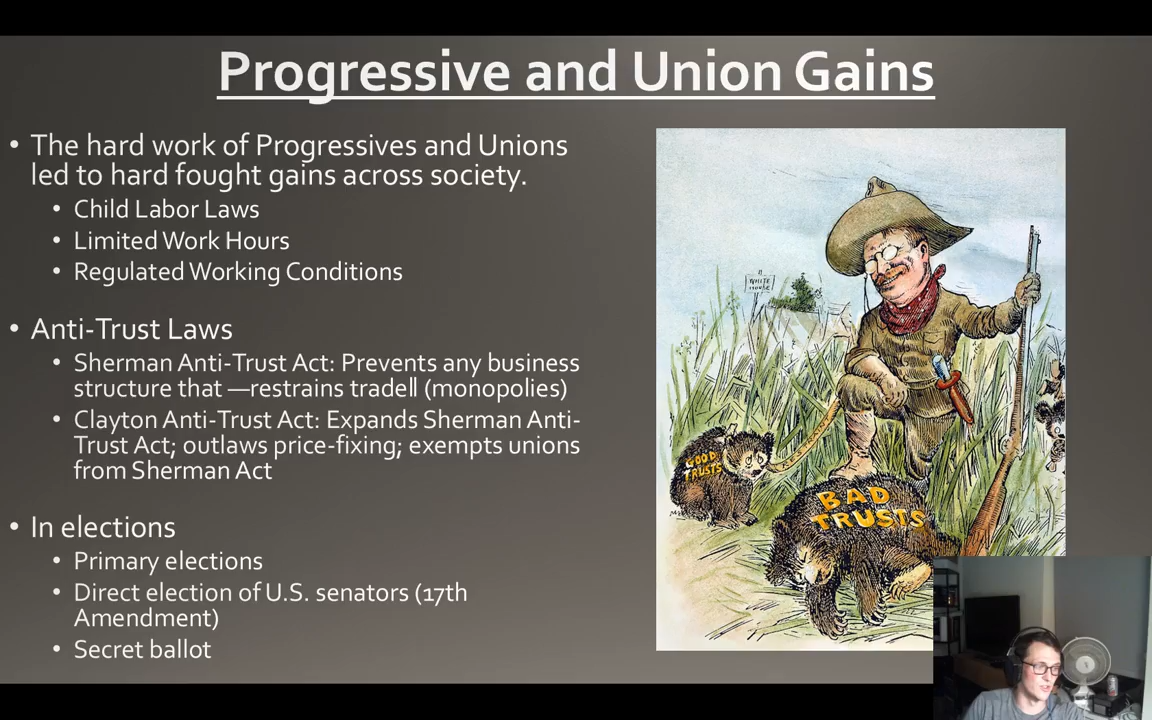 Progressive and Union Gains
• The hard work of Progressives and Unions
led to hard fought gains across society.
• Child Labor Laws
• Limited Work Hours
• Regulated Working Conditions
• Anti-Trust Laws
• Sherman Anti-Trust Act: Prevents any business
structure that ―restrains tradeǁ (monopolies)
• Clayton Anti-Trust Act: Expands Sherman Anti-
Trust Act; outlaws price-fixing; exempts unions
from Sherman Act
• In elections
• Primary elections
• Direct election of U.S. senators (17th
Amendment)
• Secret ballot
WHITE
HOUSE
GOOD
TRUSTS
BAD
TRUSTS